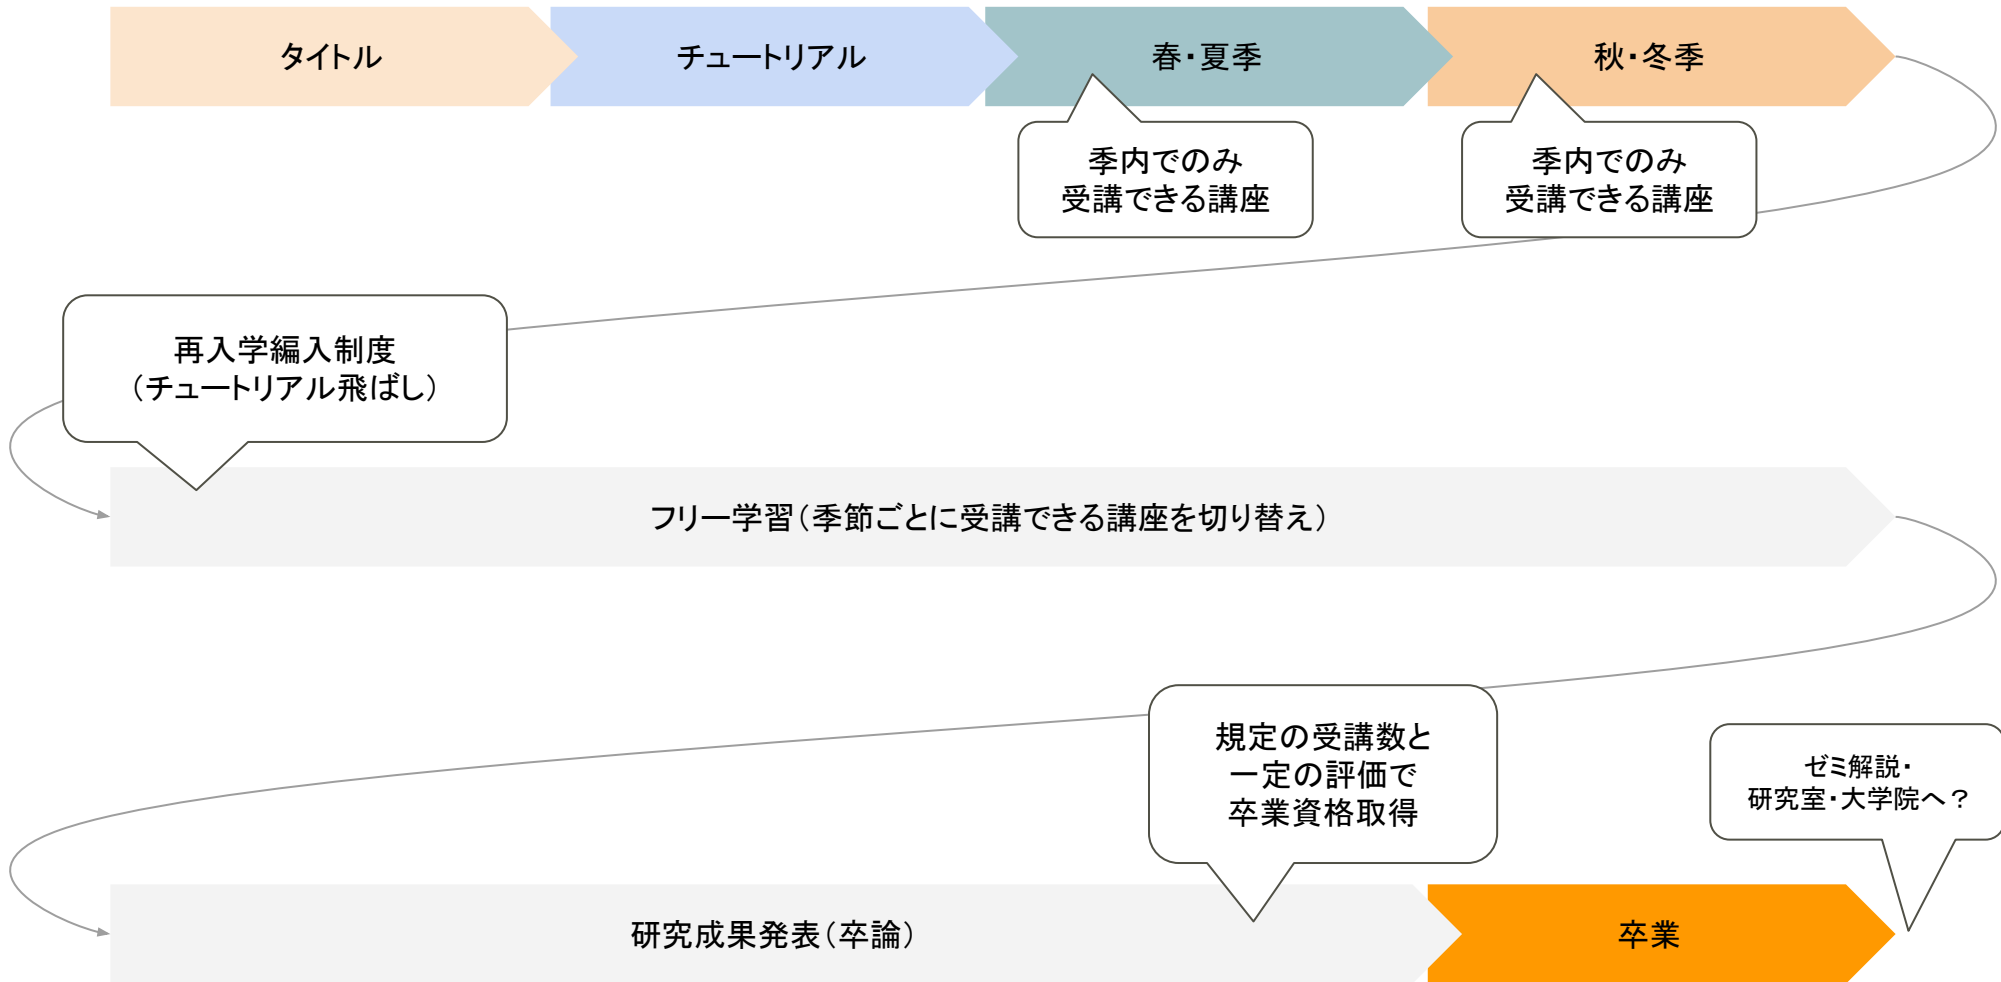 タイトル
チュートリアル
春・夏季
秋・冬季
季内でのみ
受講できる講座
季内でのみ
受講できる講座
再入学編入制度
（チュートリアル飛ばし）
フリー学習（季節ごとに受講できる講座を切り替え）
規定の受講数と
一定の評価で
卒業資格取得
ゼミ解説・
研究室・大学院へ？
研究成果発表（卒論）
卒業